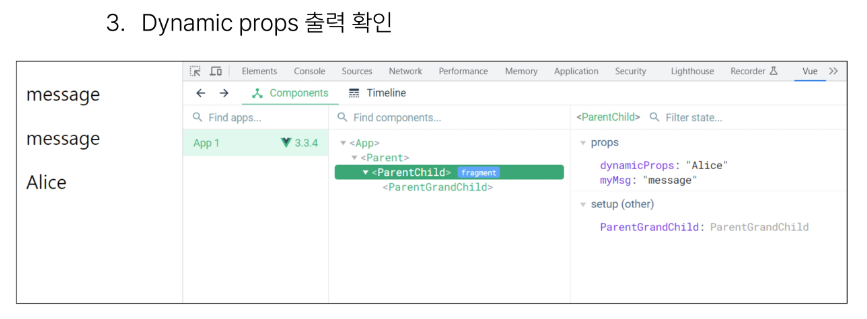 3. Dynamic props 출력 확인
message
message
Alice
Elements Console Sources Network Performance Memory Application Security Lighthouse Recorder Vue
Components Timeline
Find apps...
App 1 3.3.4
Find components...
<App>
<Parent>
<ParentChild> fragment
<ParentGrandChild>
<ParentChild> Filter state...
props
dynamicProps: "Alice"
myMsg: "message"
setup (other)
ParentGrandChild: ParentGrandChild